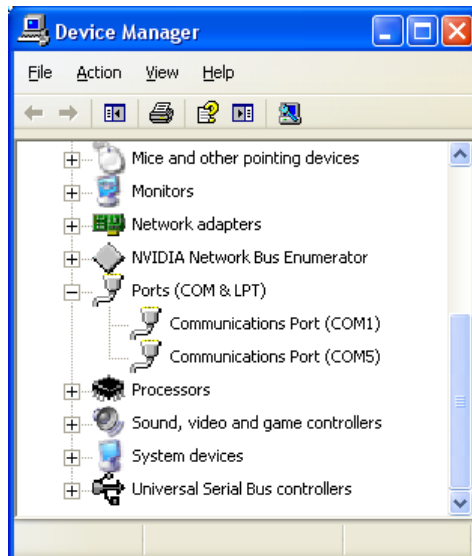 Device Manager
File Action View Help
Mice and other pointing devices
Monitors
Network adapters
NVIDIA Network Bus Enumerator
Ports (COM & LPT)
Communications Port (COM1)
Communications Port (COM5)
Processors
Sound, video and game controllers
System devices
Universal Serial Bus controllers